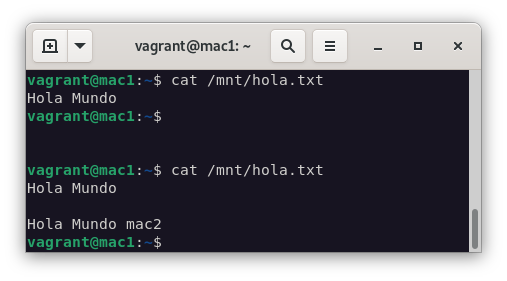 vagrant@mac1: ~
vagrant@mac1:~$ cat /mnt/hola.txt
Hola Mundo
vagrant@mac1:~$
vagrant@mac1:~$ cat /mnt/hola.txt
Hola Mundo
Hola Mundo mac2
vagrant@mac1:~$